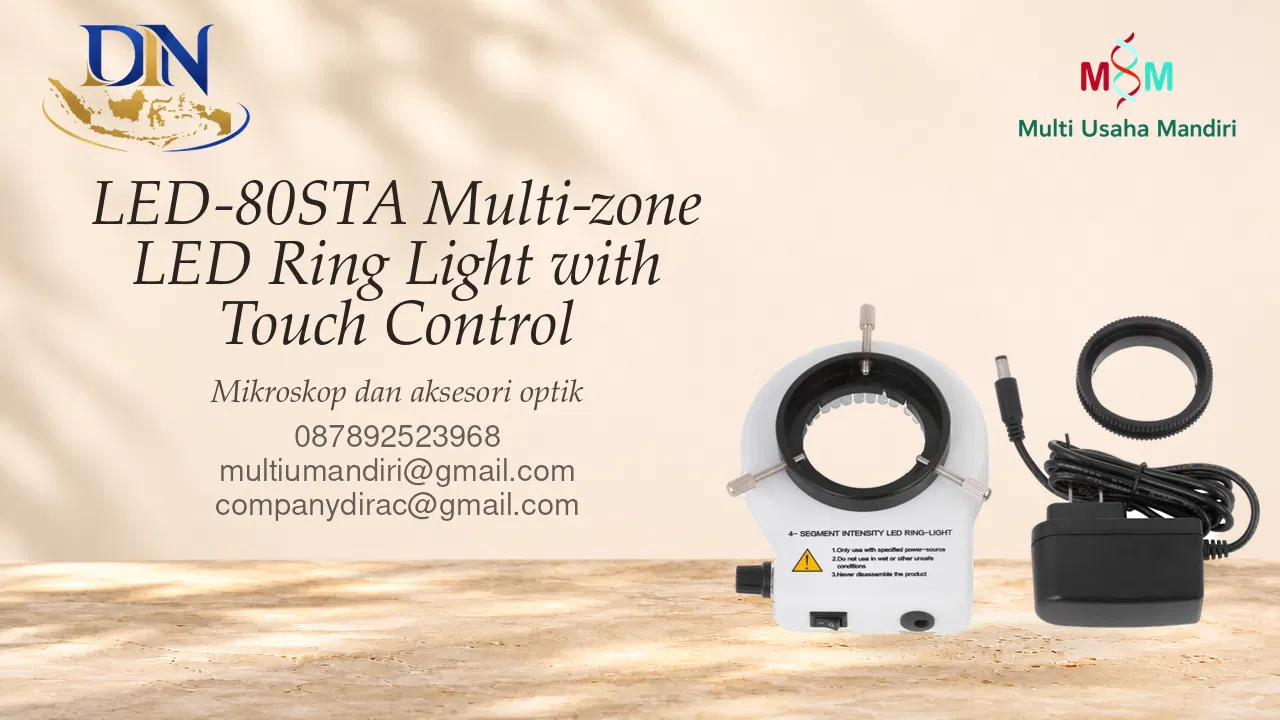 DIN
MSM
Multi Usaha Mandiri
LED-80STA Multi-zone
LED Ring Light with
Touch Control
Mikroskop dan aksesori optik
087892523968
multiumandiri@gmail.com
companydirac@gmail.com
4- SEGMENT INTENSITY LED RING-LIGHT
1.Only use with specified power-source
2.Do not use in wet or other unsafe
conditions
3.Never disassemble the product